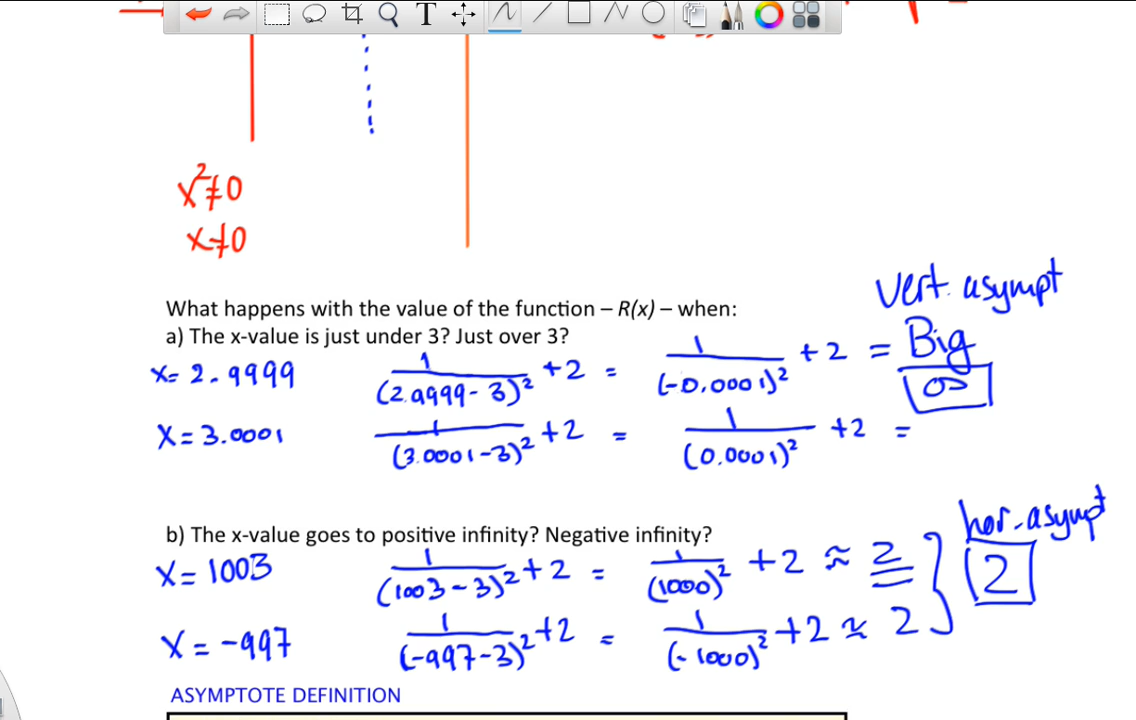 T
x²≠0
x≠0
What happens with the value of the function – R(x) – when:
vert. asympt
a) The x-value is just under 3? Just over 3?
x= 2.9999 1/(2.9999-3)² +2 = 1/(-0.0001)² +2 = Big
∞
x=3.0001 1/(3.0001-3)² +2 = 1/(0.0001)² +2 =
b) The x-value goes to positive infinity? Negative infinity?
hor. asympt
x= 1003 1/(1003-3)² +2 = 1/(1000)² +2 ≈ 2 } 2
x = -997 1/(-997-3)² +2 = 1/(-1000)² +2 ≈ 2
ASYMPTOTE DEFINITION